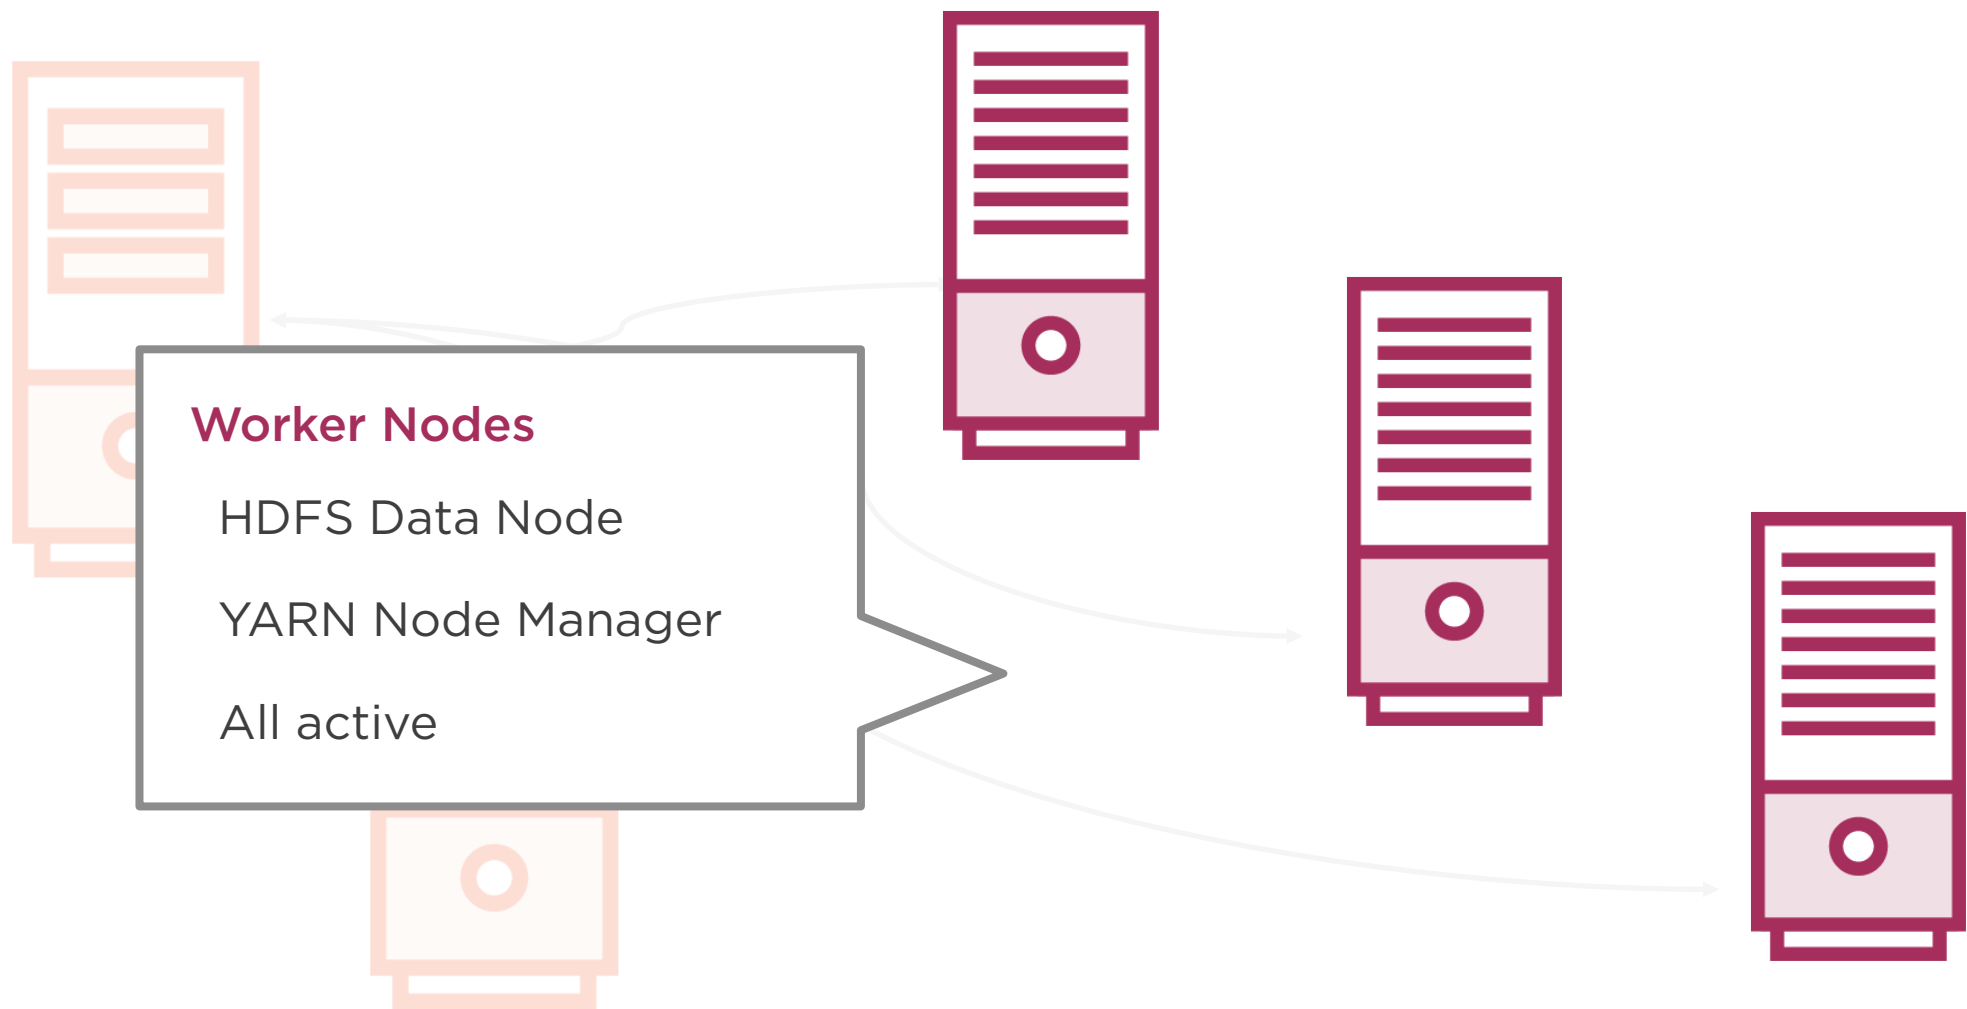 Worker Nodes
HDFS Data Node
YARN Node Manager
All active